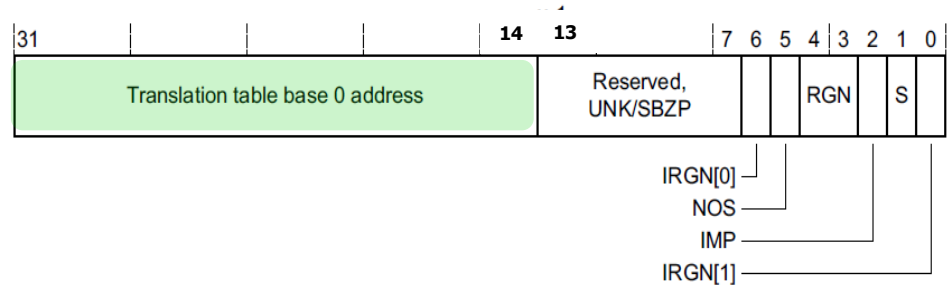 31 14 13 7 6 5 4 3 2 1 0
Translation table base 0 address
Reserved,
UNK/SBZP
RGN
S
IRGN[0]
NOS
IMP
IRGN[1]